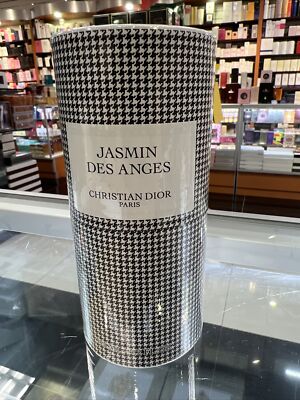 JASMIN
DES ANGES
CHRISTIAN DIOR
PARIS